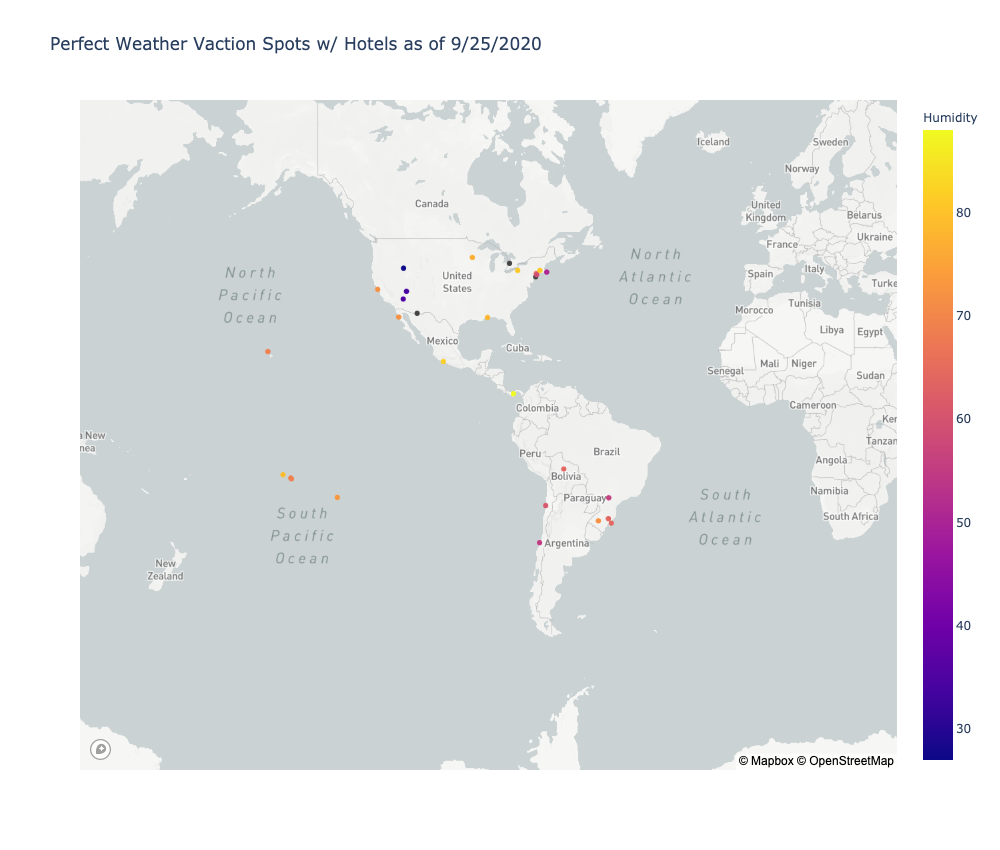 Perfect Weather Vaction Spots w/ Hotels as of 9/25/2020
Humidity
80
70
60
50
40
30
Iceland
Sweden
Norway
Canada
United
Kingdom
Belarus
Ukraine
France
North
Pacific
Ocean
North
Atlantic
Ocean
United
States
Spain
Italy
Turke
Morocco
Tunisia
Libya
Egypt
Mexico
Cuba
Senegal
Mali
Niger
Sudan
Colombia
Cameroon
Ker
a New
nea
Peru
Brazil
Tanzan
Angola
Bolivia
Paraguay
Namibia
South
Atlantic
Ocean
South
Pacific
Ocean
South Africa
Argentina
New
Zealand
© Mapbox © OpenStreetMap